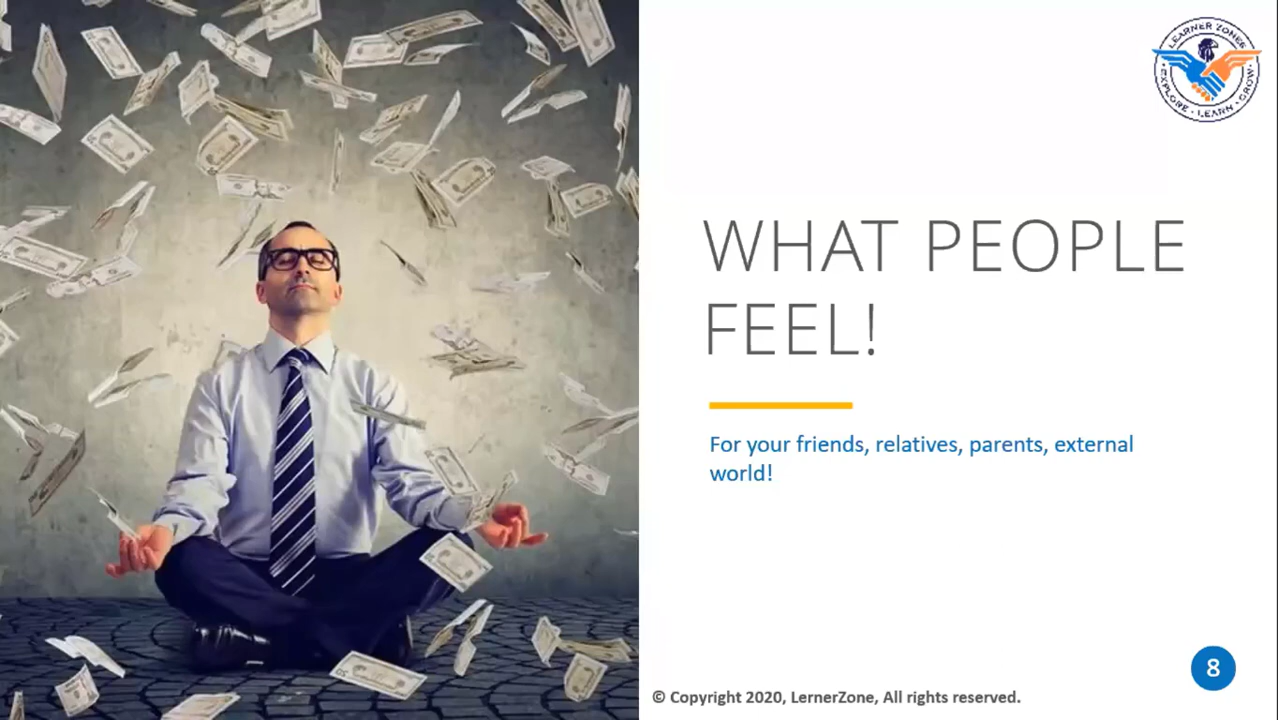 LEARNER ZONE
EXPLORE · LEARN · GROW
WHAT PEOPLE
FEEL!
For your friends, relatives, parents, external
world!
8
© Copyright 2020, LernerZone, All rights reserved.